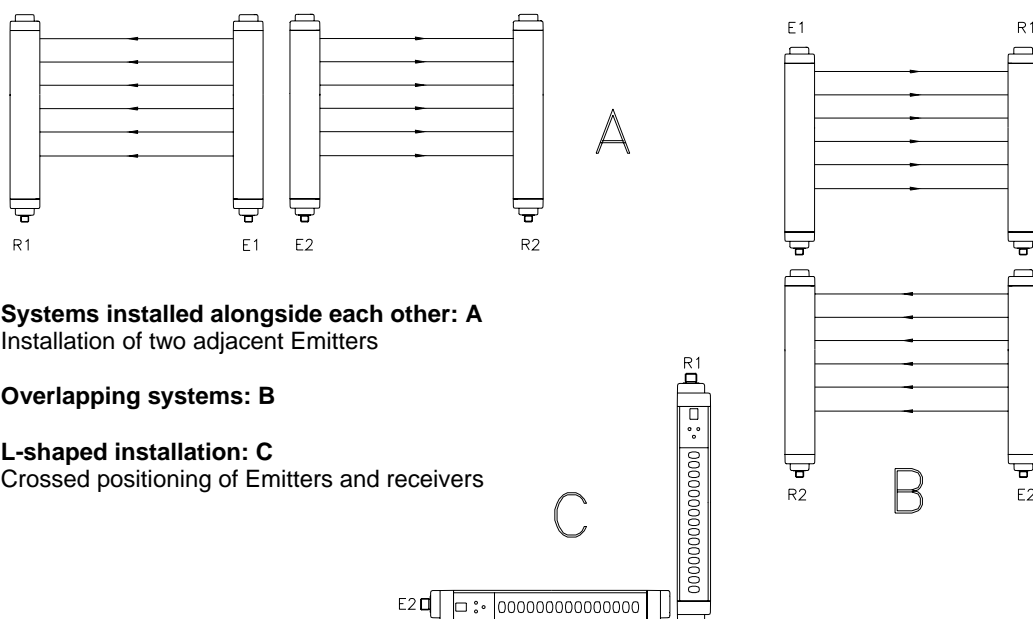 E1 R1
A
R1 E1 E2 R2
Systems installed alongside each other: A
Installation of two adjacent Emitters
Overlapping systems: B
L-shaped installation: C
Crossed positioning of Emitters and receivers
R2 E2
B
R1
C
E2